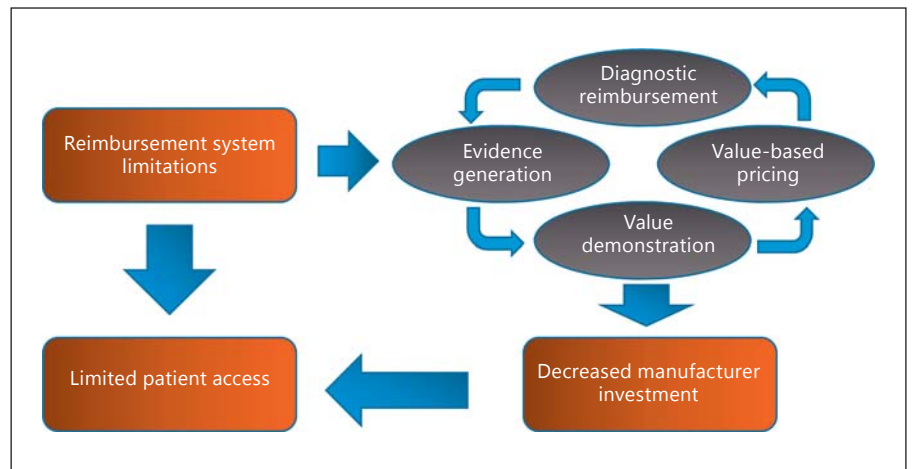 Diagnostic
reimbursement
Reimbursement system
limitations
Evidence
generation
Value-based
pricing
Value
demonstration
Limited patient access
Decreased manufacturer
investment